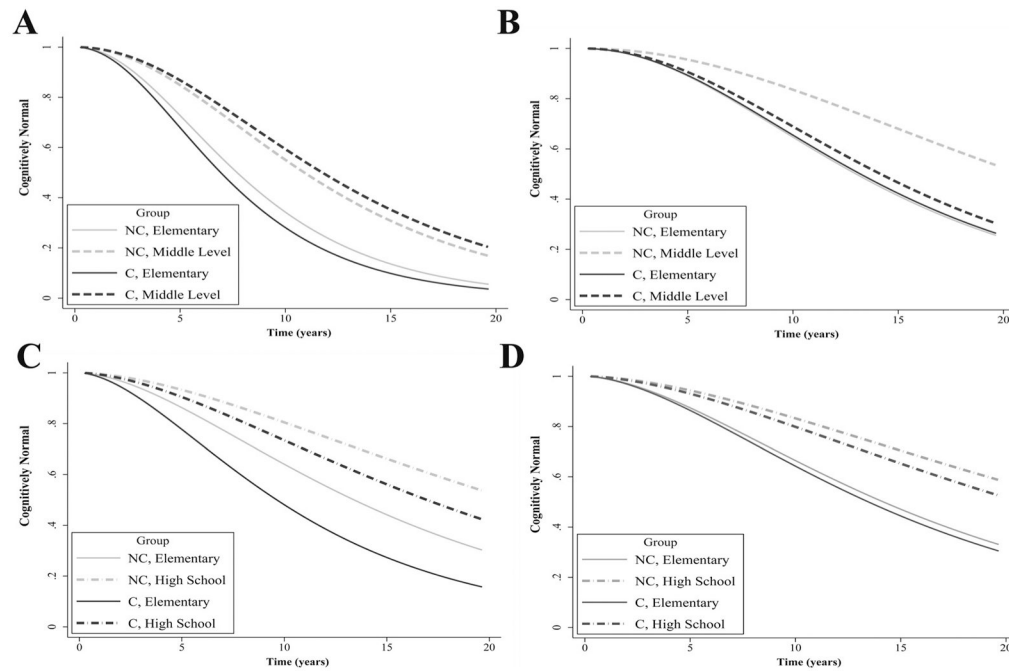 A
Cognitively Normal
1
.8
.6
.4
.2
0
Group
NC, Elementary
NC, Middle Level
C, Elementary
C, Middle Level
0 5 10 15 20
Time (years)
B
Cognitively Normal
1
.8
.6
.4
.2
0
Group
NC, Elementary
NC, Middle Level
C, Elementary
C, Middle Level
0 5 10 15 20
Time (years)
C
Cognitively Normal
1
.8
.6
.4
.2
0
Group
NC, Elementary
NC, High School
C, Elementary
C, High School
0 5 10 15 20
Time (years)
D
Cognitively Normal
1
.8
.6
.4
.2
0
Group
NC, Elementary
NC, High School
C, Elementary
C, High School
0 5 10 15 20
Time (years)